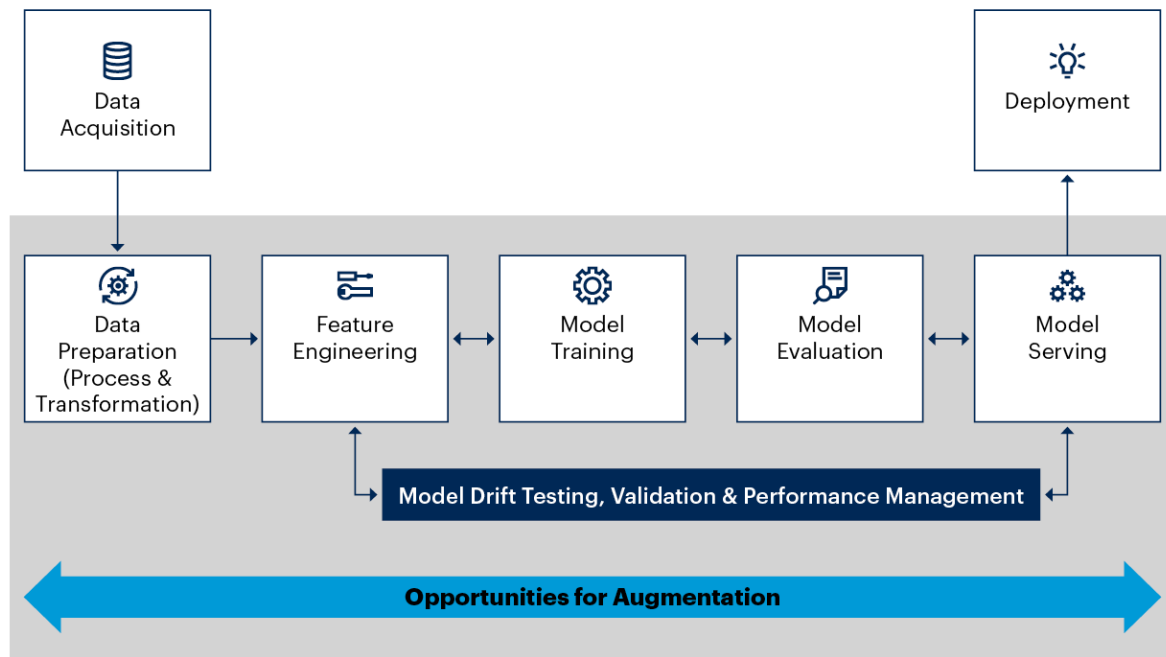 Data
Acquisition
Deployment
Data
Preparation
(Process &
Transformation)
Feature
Engineering
Model
Training
Model
Evaluation
Model
Serving
Model Drift Testing, Validation & Performance Management
Opportunities for Augmentation